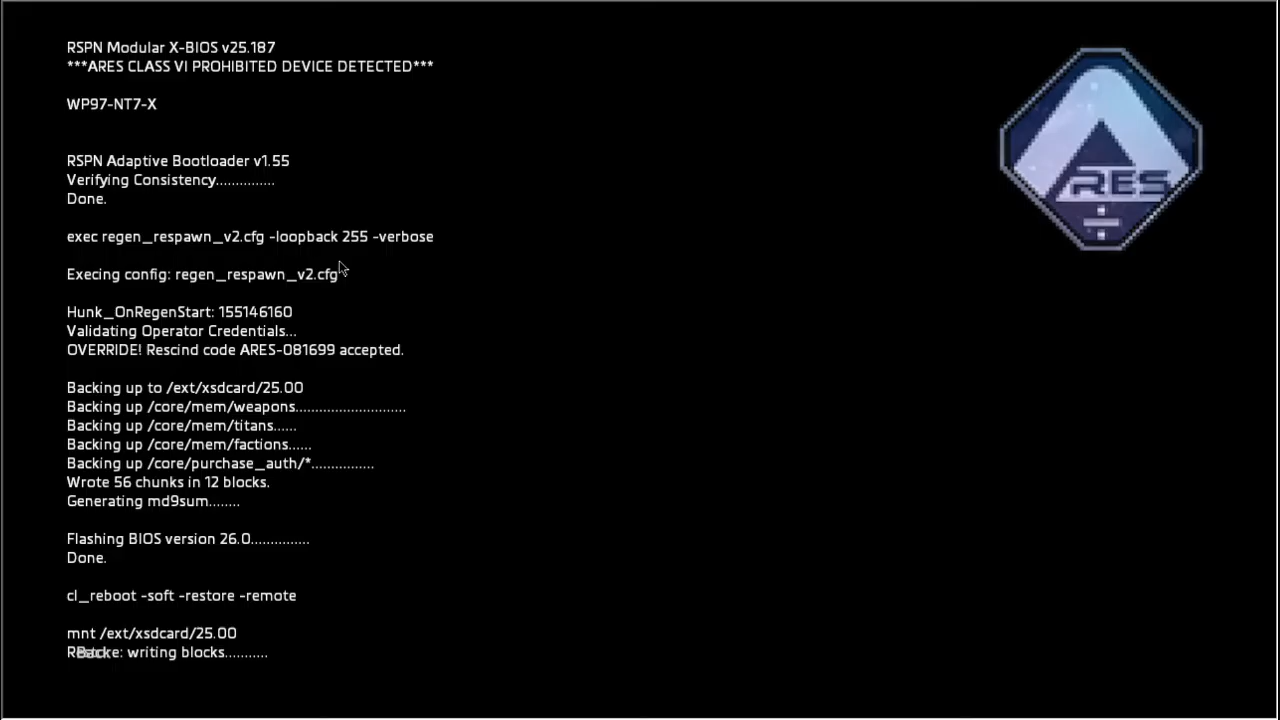 RSPN Modular X-BIOS v25.187
***ARES CLASS VI PROHIBITED DEVICE DETECTED***
WP97-NT7-X
RSPN Adaptive Bootloader v1.55
Verifying Consistency...............
Done.
exec regen_respawn_v2.cfg -loopback 255 -verbose
Execing config: regen_respawn_v2.cfg
Hunk_OnRegenStart: 155146160
Validating Operator Credentials...
OVERRIDE! Rescind code ARES-081699 accepted.
Backing up to /ext/xsdcard/25.00
Backing up /core/mem/weapons............................
Backing up /core/mem/titans......
Backing up /core/mem/factions......
Backing up /core/purchase_auth/*................
Wrote 56 chunks in 12 blocks.
Generating md9sum........
Flashing BIOS version 26.0...............
Done.
cl_reboot -soft -restore -remote
mnt /ext/xsdcard/25.00
Restore: writing blocks...........
Back
ARES